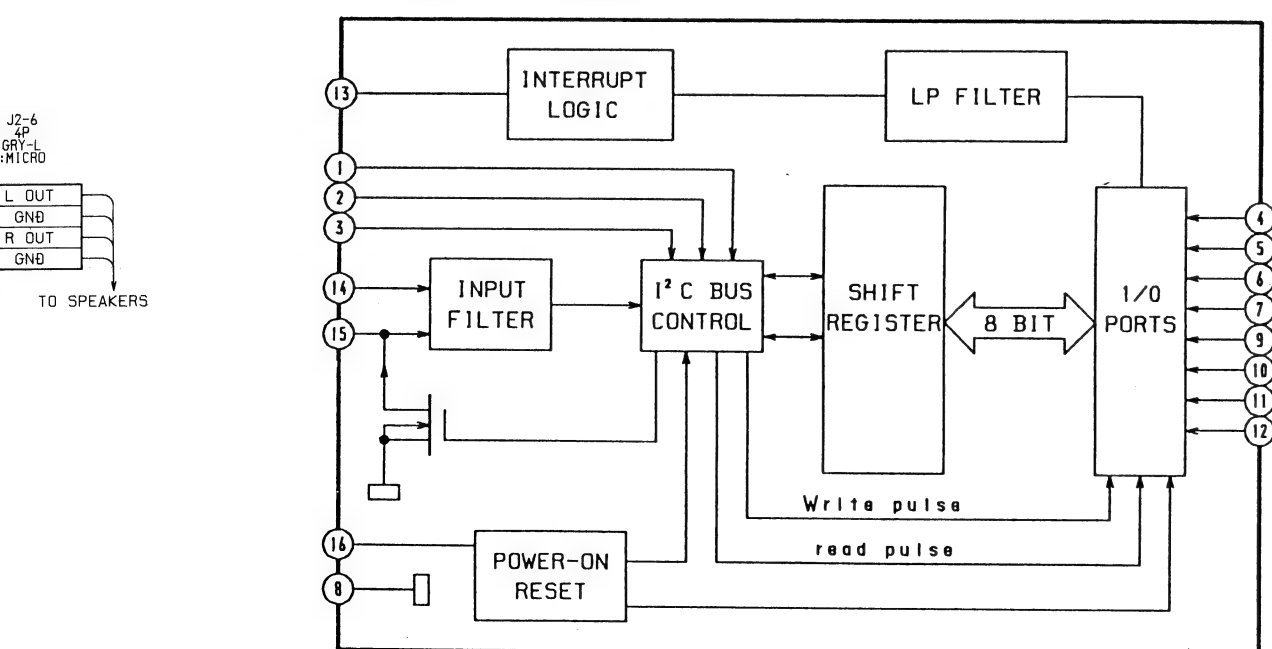 J2-6
4P
GRY-L
:MICRO
L OUT
GND
R OUT
GND
TO SPEAKERS
13
INTERRUPT
LOGIC
LP FILTER
1
2
3
14
15
INPUT
FILTER
I² C BUS
CONTROL
SHIFT
REGISTER
8 BIT
1/0
PORTS
4
5
6
7
9
10
11
12
Write pulse
read pulse
16
8
POWER-ON
RESET